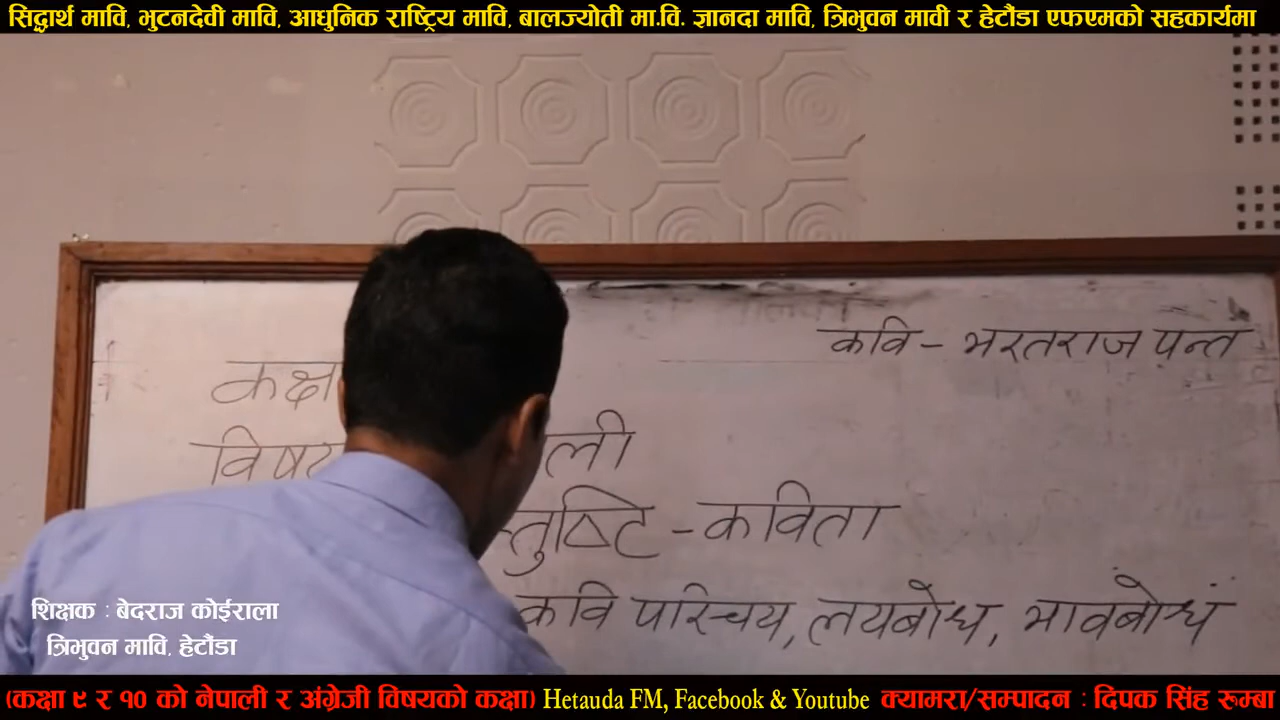 सिद्धार्थ मावि, भुटनदेवी मावि, आधुनिक राष्ट्रिय मावि, बालज्योती मा.वि. ज्ञानदा मावि, त्रिभुवन मावी र हेटौंडा एफएमको सहकार्यमा
कवि - भरतराज पन्त
कक्षा
विषय
ली
तुष्टि - कविता
कवि परिचय, लयबोध, भावबोधं
शिक्षक : बेदराज कोईराला
त्रिभुवन मावि, हेटौंडा
(कक्षा ९ र १० को नेपाली र अंग्रेजी विषयको कक्षा) Hetauda FM, Facebook & Youtube क्यामरा/सम्पादन : दिपक सिंह रूम्बा